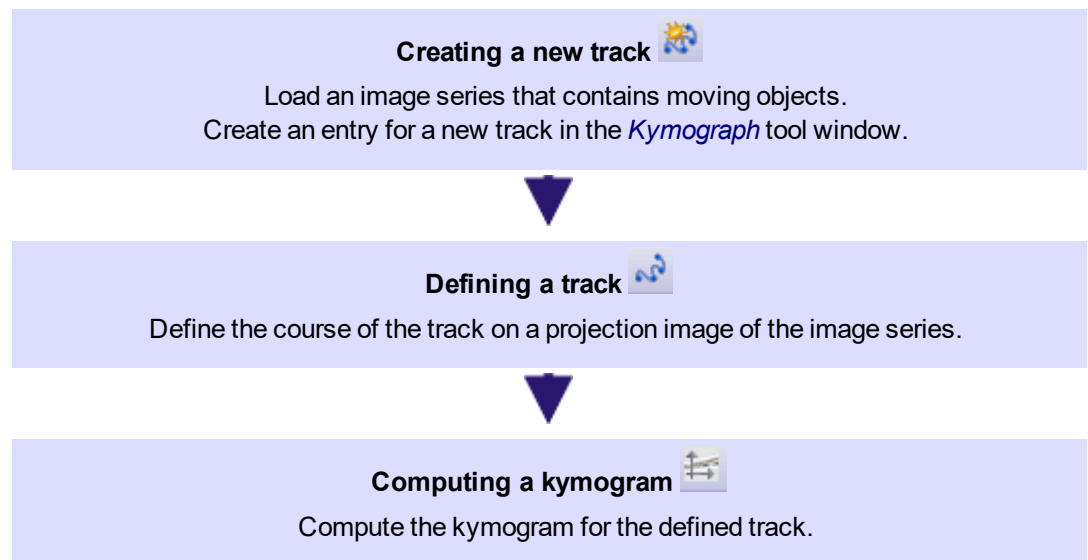 Creating a new track
Load an image series that contains moving objects.
Create an entry for a new track in the Kymograph tool window.
Defining a track
Define the course of the track on a projection image of the image series.
Computing a kymogram
Compute the kymogram for the defined track.